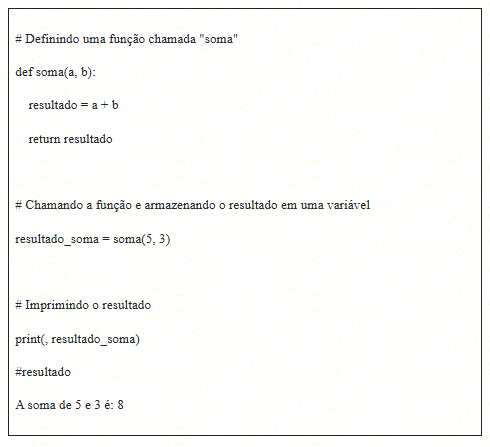 # Definindo uma função chamada "soma"
def soma(a, b):
    resultado = a + b
    return resultado
# Chamando a função e armazenando o resultado em uma variável
resultado_soma = soma(5, 3)
# Imprimindo o resultado
print(, resultado_soma)
#resultado
A soma de 5 e 3 é: 8